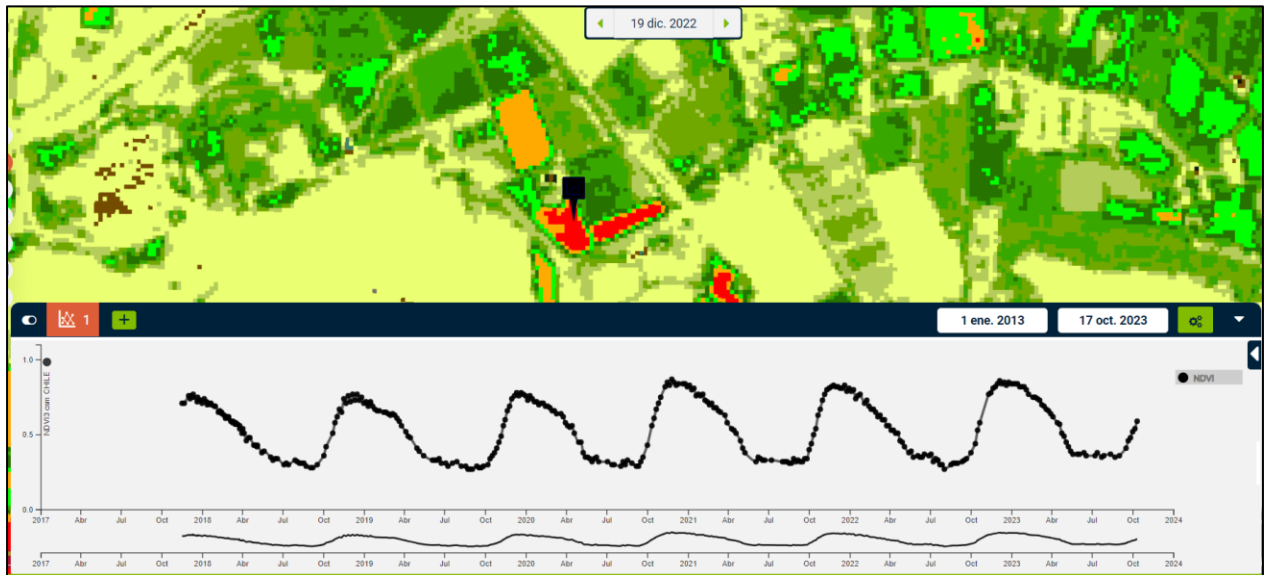 19 dic. 2022
1
+
1 ene. 2013
17 oct. 2023
NDVI3 con CHILE
NDVI
1.0
0.5
0.0
2017 Abr Jul Oct 2018 Abr Jul Oct 2019 Abr Jul Oct 2020 Abr Jul Oct 2021 Abr Jul Oct 2022 Abr Jul Oct 2023 Abr Jul Oct 2024
2017 Abr Jul Oct 2018 Abr Jul Oct 2019 Abr Jul Oct 2020 Abr Jul Oct 2021 Abr Jul Oct 2022 Abr Jul Oct 2023 Abr Jul Oct 2024